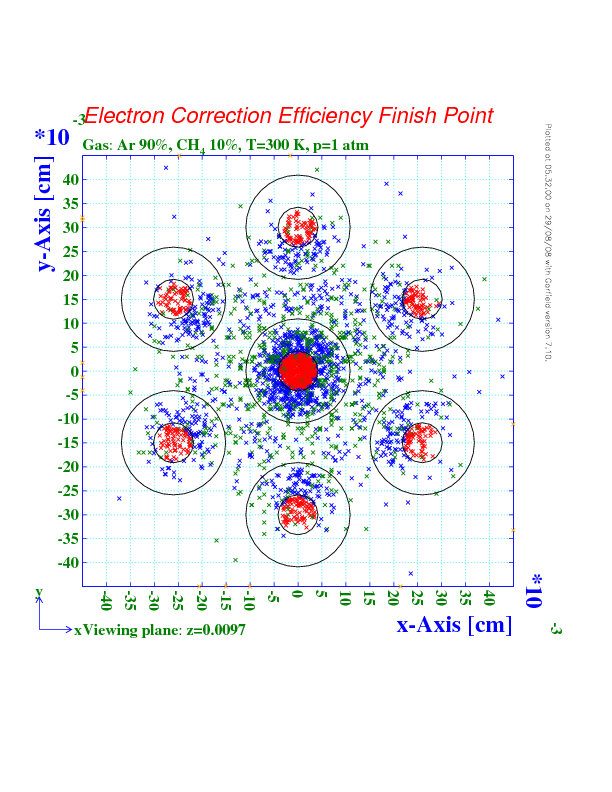 Electron Correction Efficiency Finish Point
-3
*10
Gas: Ar 90%, CH4 10%, T=300 K, p=1 atm
y-Axis [cm]
40
35
30
25
20
15
10
5
0
-5
-10
-15
-20
-25
-30
-35
-40
-40 -35 -30 -25 -20 -15 -10 -5 0 5 10 15 20 25 30 35 40
*10
-3
x-Axis [cm]
y
x
Viewing plane: z=0.0097
Plotted at 05.32.00 on 29/08/08 with Garfield version 7.10.